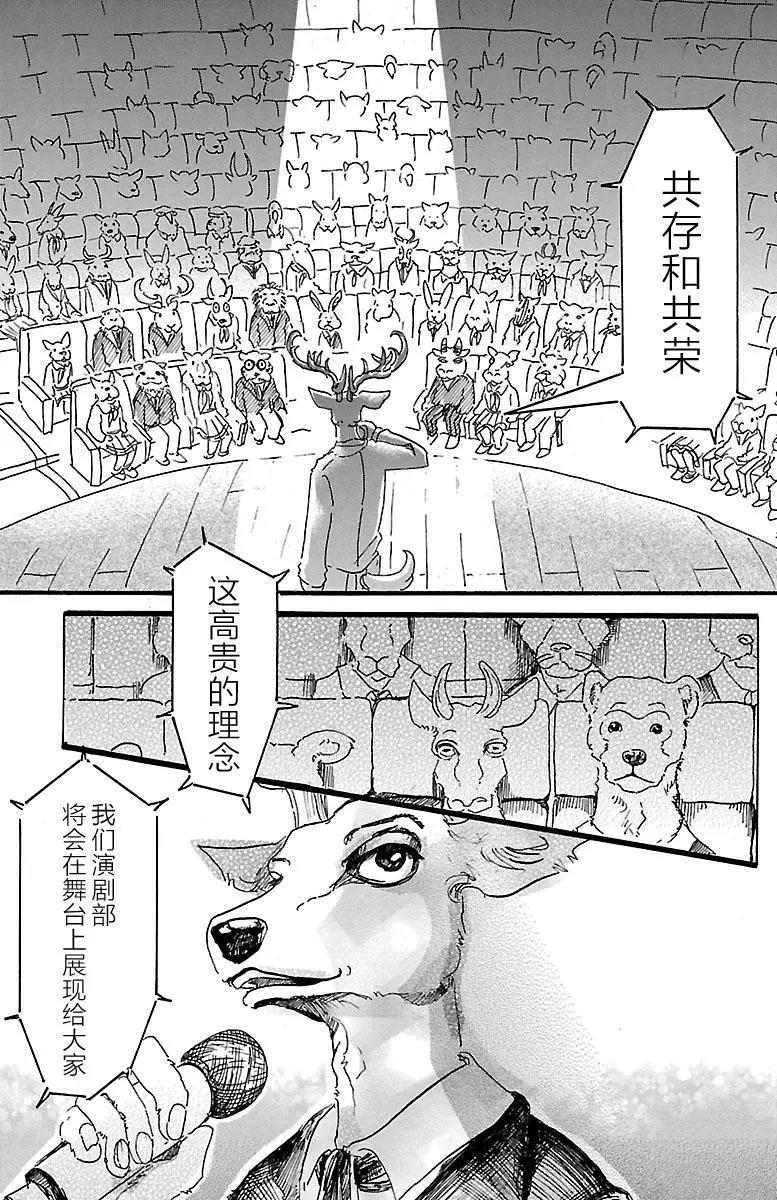 共存和共荣
这高贵的理念
我们演剧部
将会在舞台上展现给大家